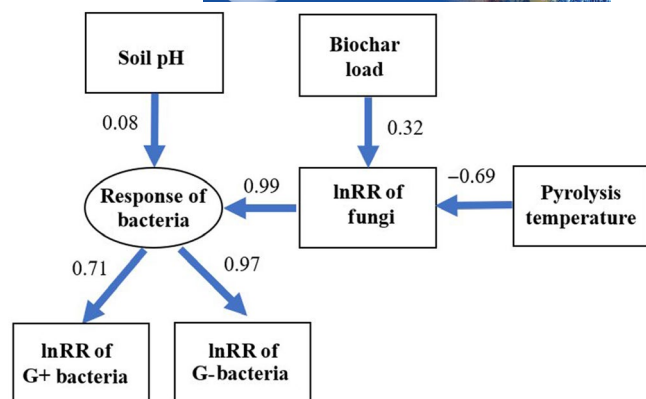 Soil pH
Biochar
load
0.08
0.32
Response of
bacteria
0.99
lnRR of
fungi
−0.69
Pyrolysis
temperature
0.71
0.97
lnRR of
G+ bacteria
lnRR of
G-bacteria